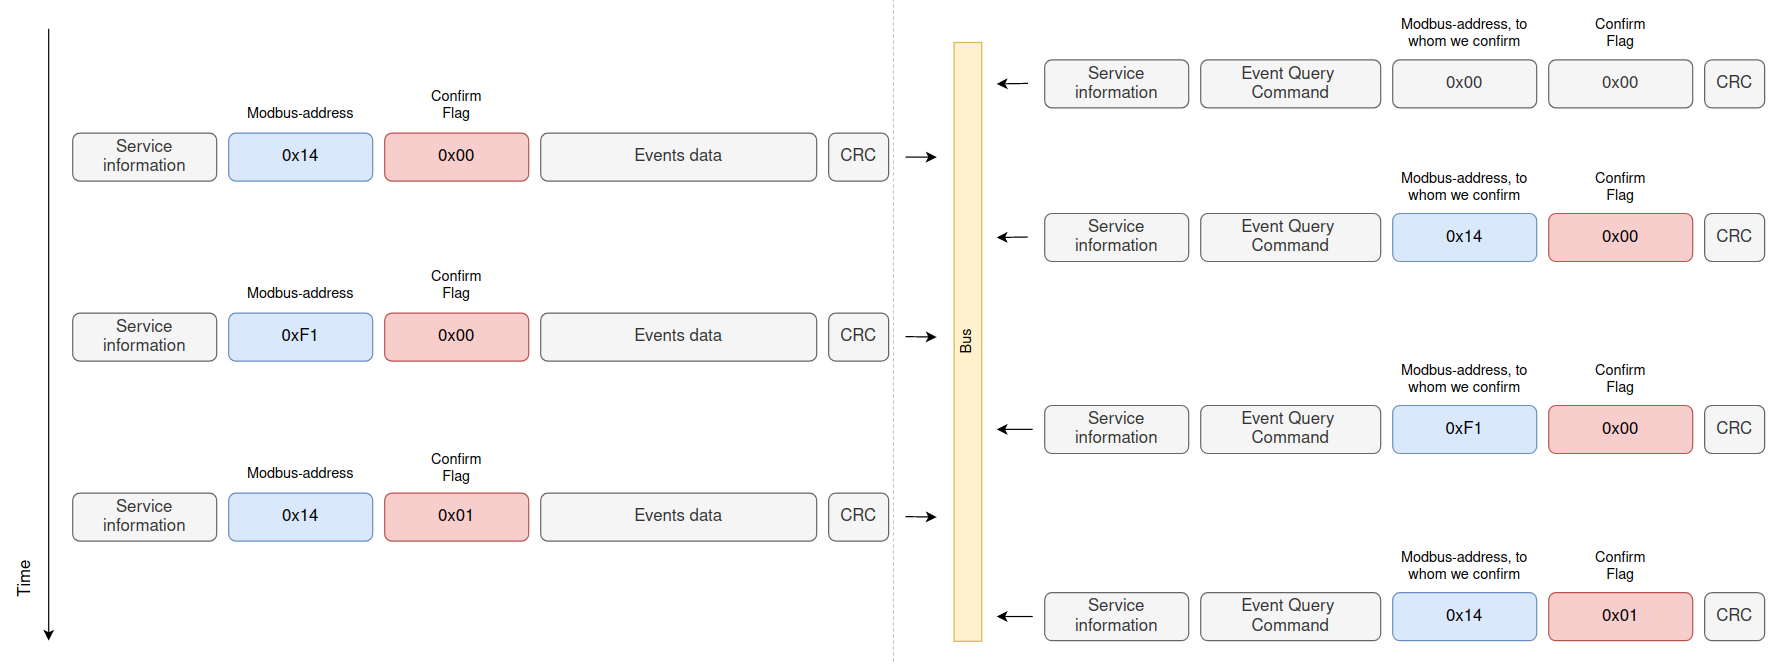 Modbus-address, to
whom we confirm
Confirm
Flag
Service
information
Event Query
Command
0x00
0x00
CRC
Modbus-address
Confirm
Flag
Service
information
0x14
0x00
Events data
CRC
Modbus-address, to
whom we confirm
Confirm
Flag
Service
information
Event Query
Command
0x14
0x00
CRC
Modbus-address
Confirm
Flag
Service
information
0xF1
0x00
Events data
CRC
Bus
Modbus-address, to
whom we confirm
Confirm
Flag
Service
information
Event Query
Command
0xF1
0x00
CRC
Modbus-address
Confirm
Flag
Service
information
0x14
0x01
Events data
CRC
Modbus-address, to
whom we confirm
Confirm
Flag
Service
information
Event Query
Command
0x14
0x01
CRC
Time